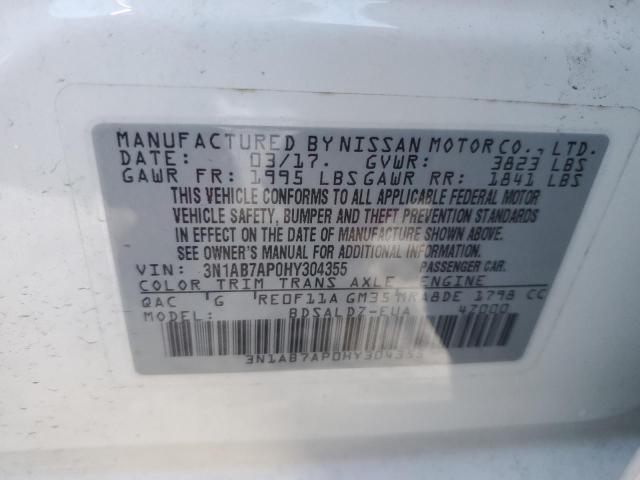 MANUFACTURED BY NISSAN MOTOR CO., LTD.
DATE: 03/17. GVWR: 3823 LBS
GAWR FR: 1995 LBS GAWR RR: 1841 LBS
THIS VEHICLE CONFORMS TO ALL APPLICABLE FEDERAL MOTOR
VEHICLE SAFETY, BUMPER AND THEFT PREVENTION STANDARDS
IN EFFECT ON THE DATE OF MANUFACTURE SHOWN ABOVE.
SEE OWNER'S MANUAL FOR ADDITIONAL INFORMATION.
VIN: 3N1AB7AP0HY304355 PASSENGER CAR.
COLOR TRIM TRANS AXLE ENGINE
QAC G RE0F11A GM35 MRA8DE 1798 CC
MODEL: BDSALDZ-EUA 47000
3N1AB7AP0HY304355